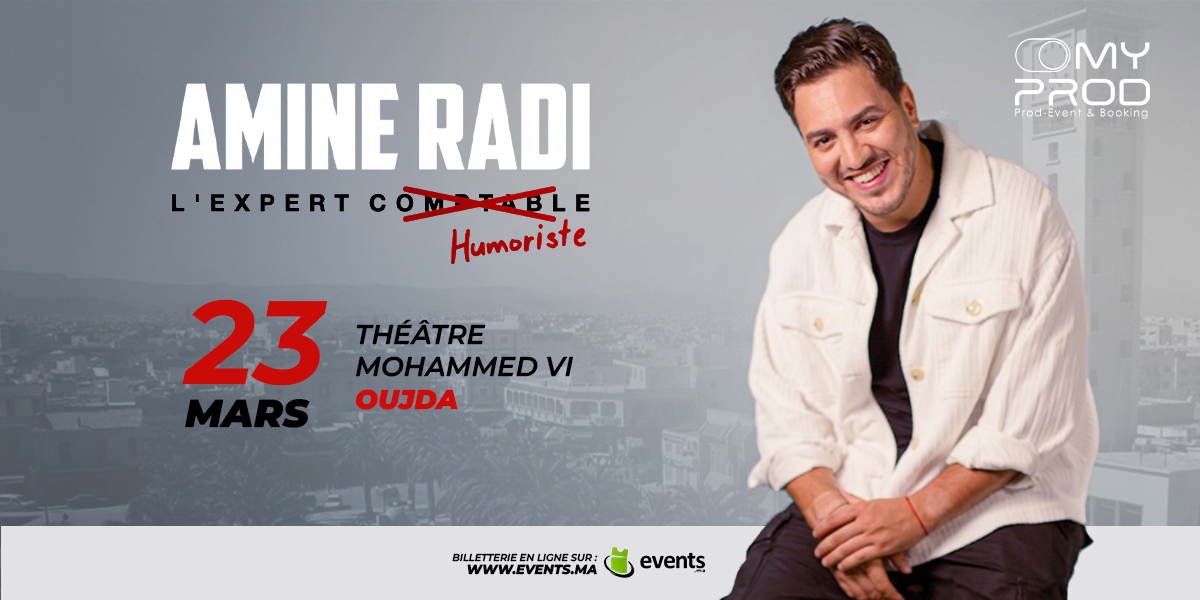 AMINE RADI
L'EXPERT COMPTABLE
Humoriste
23
MARS
THÉÂTRE
MOHAMMED VI
OUJDA
MY
PROD
Prod-Event & Booking
BILLETTERIE EN LIGNE SUR :
WWW.EVENTS.MA
events
.ma